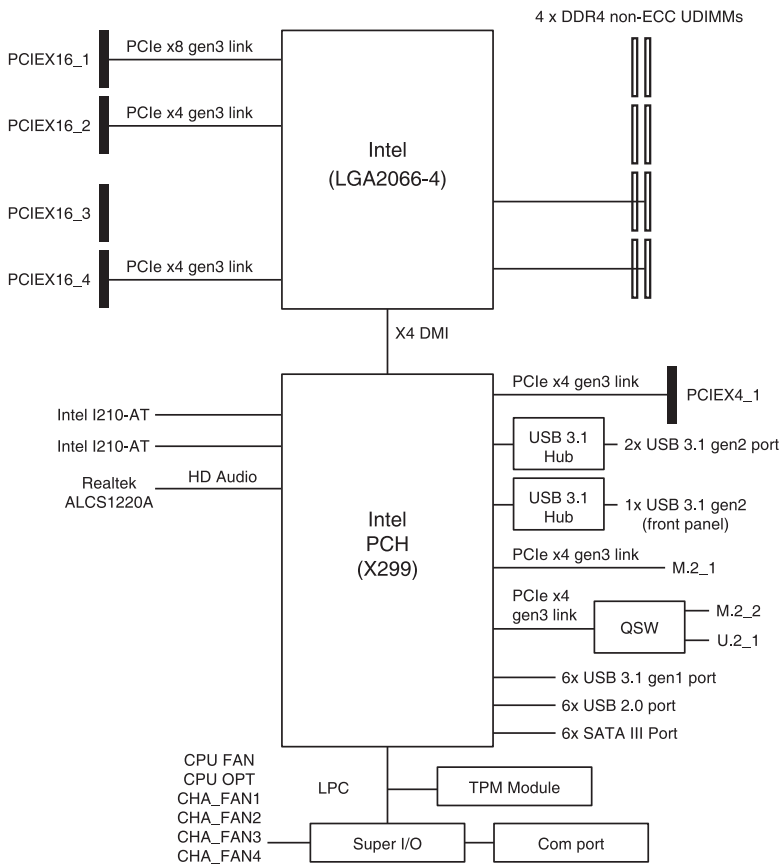 4 x DDR4 non-ECC UDIMMs
PCIEX16_1
PCIe x8 gen3 link
PCIEX16_2
PCIe x4 gen3 link
Intel
(LGA2066-4)
PCIEX16_3
PCIEX16_4
PCIe x4 gen3 link
X4 DMI
PCIe x4 gen3 link
PCIEX4_1
Intel I210-AT
Intel I210-AT
Realtek
ALCS1220A
HD Audio
USB 3.1
Hub
2x USB 3.1 gen2 port
USB 3.1
Hub
1x USB 3.1 gen2
(front panel)
Intel
PCH
(X299)
PCIe x4 gen3 link
M.2_1
PCIe x4
gen3 link
QSW
M.2_2
U.2_1
6x USB 3.1 gen1 port
6x USB 2.0 port
6x SATA III Port
CPU FAN
CPU OPT
CHA_FAN1
CHA_FAN2
CHA_FAN3
CHA_FAN4
LPC
TPM Module
Super I/O
Com port